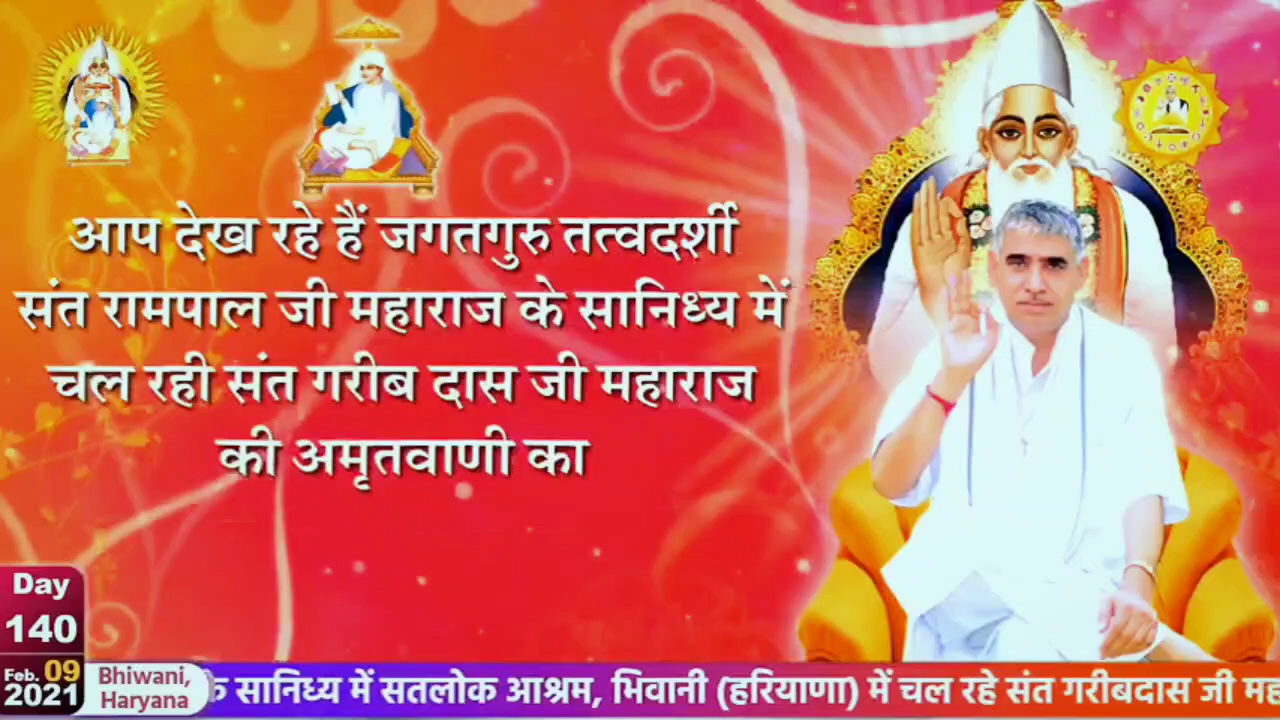 आप देख रहे हैं जगतगुरु तत्वदर्शी
संत रामपाल जी महाराज के सानिध्य में
चल रही संत गरीब दास जी महाराज
की अमृतवाणी का
Day
140
Feb. 09
2021
Bhiwani,
Haryana
सानिध्य में सतलोक आश्रम, भिवानी (हरियाणा) में चल रहे संत गरीबदास जी